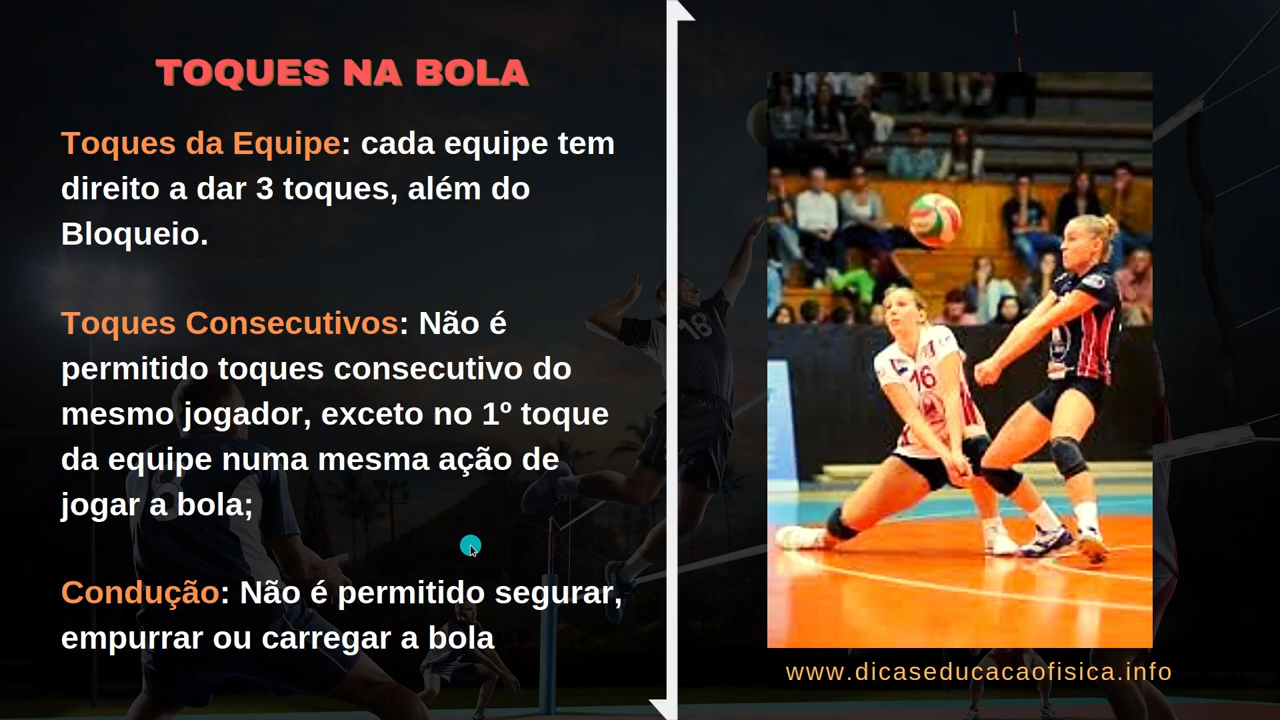 TOQUES NA BOLA
Toques da Equipe: cada equipe tem
direito a dar 3 toques, além do
Bloqueio.
Toques Consecutivos: Não é
permitido toques consecutivo do
mesmo jogador, exceto no 1º toque
da equipe numa mesma ação de
jogar a bola;
Condução: Não é permitido segurar,
empurrar ou carregar a bola
18
16
www.dicaseducacaofisica.info